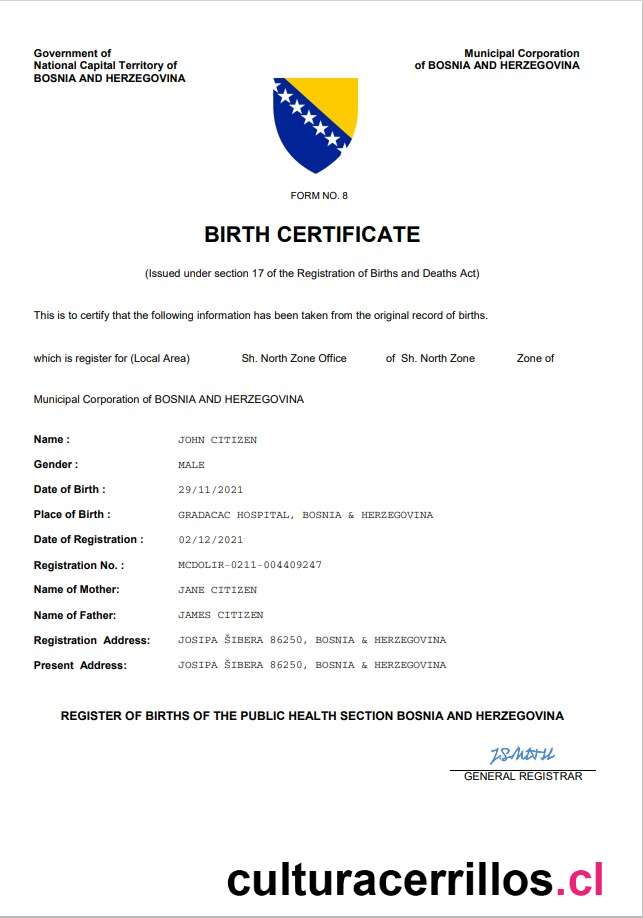 Government of
National Capital Territory of
BOSNIA AND HERZEGOVINA
Municipal Corporation
of BOSNIA AND HERZEGOVINA
FORM NO. 8
BIRTH CERTIFICATE
(Issued under section 17 of the Registration of Births and Deaths Act)
This is to certify that the following information has been taken from the original record of births.
which is register for (Local Area) Sh. North Zone Office of Sh. North Zone Zone of
Municipal Corporation of BOSNIA AND HERZEGOVINA
Name : JOHN CITIZEN
Gender : MALE
Date of Birth : 29/11/2021
Place of Birth : GRADACAC HOSPITAL, BOSNIA & HERZEGOVINA
Date of Registration : 02/12/2021
Registration No. : MCDOLIR-0211-004409247
Name of Mother: JANE CITIZEN
Name of Father: JAMES CITIZEN
Registration Address: JOSIPA ŠIBERA 86250, BOSNIA & HERZEGOVINA
Present Address: JOSIPA ŠIBERA 86250, BOSNIA & HERZEGOVINA
REGISTER OF BIRTHS OF THE PUBLIC HEALTH SECTION BOSNIA AND HERZEGOVINA
GENERAL REGISTRAR
culturacerrillos.cl